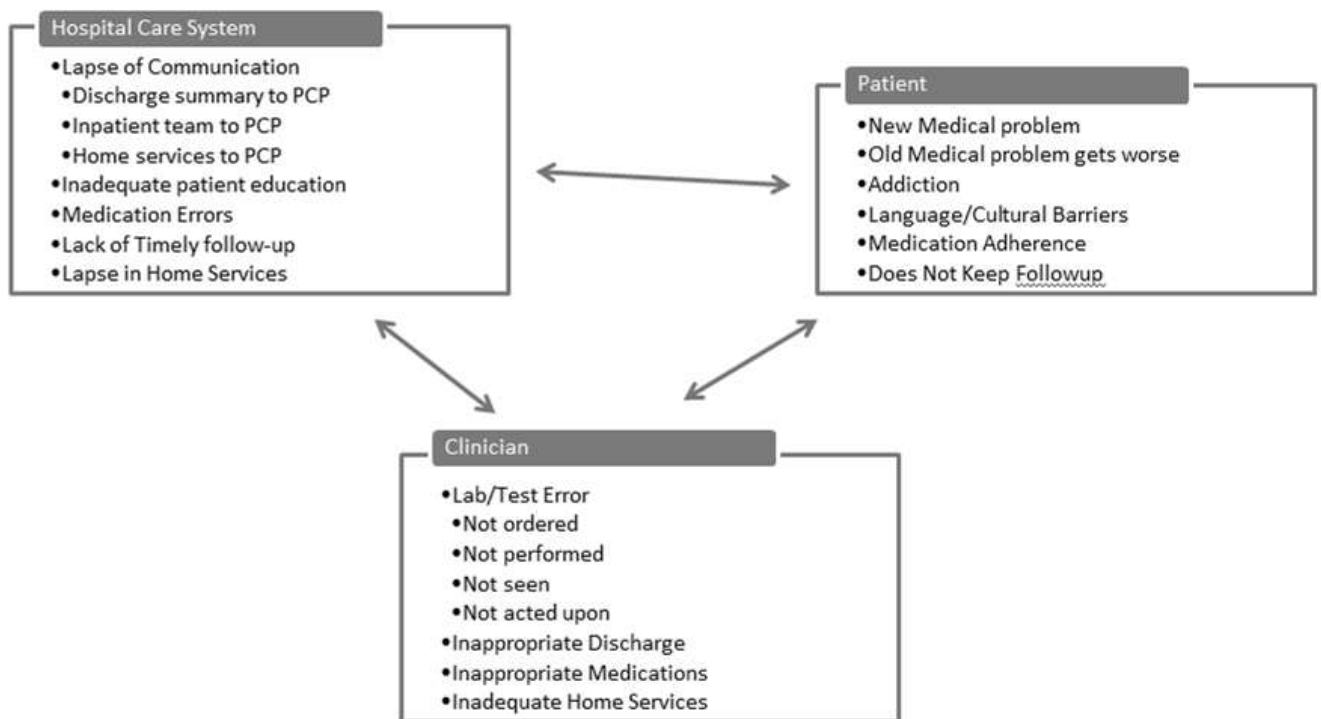 Hospital Care System
•Lapse of Communication
•Discharge summary to PCP
•Inpatient team to PCP
•Home services to PCP
•Inadequate patient education
•Medication Errors
•Lack of Timely follow-up
•Lapse in Home Services
Patient
•New Medical problem
•Old Medical problem gets worse
•Addiction
•Language/Cultural Barriers
•Medication Adherence
•Does Not Keep Followup
Clinician
•Lab/Test Error
•Not ordered
•Not performed
•Not seen
•Not acted upon
•Inappropriate Discharge
•Inappropriate Medications
•Inadequate Home Services